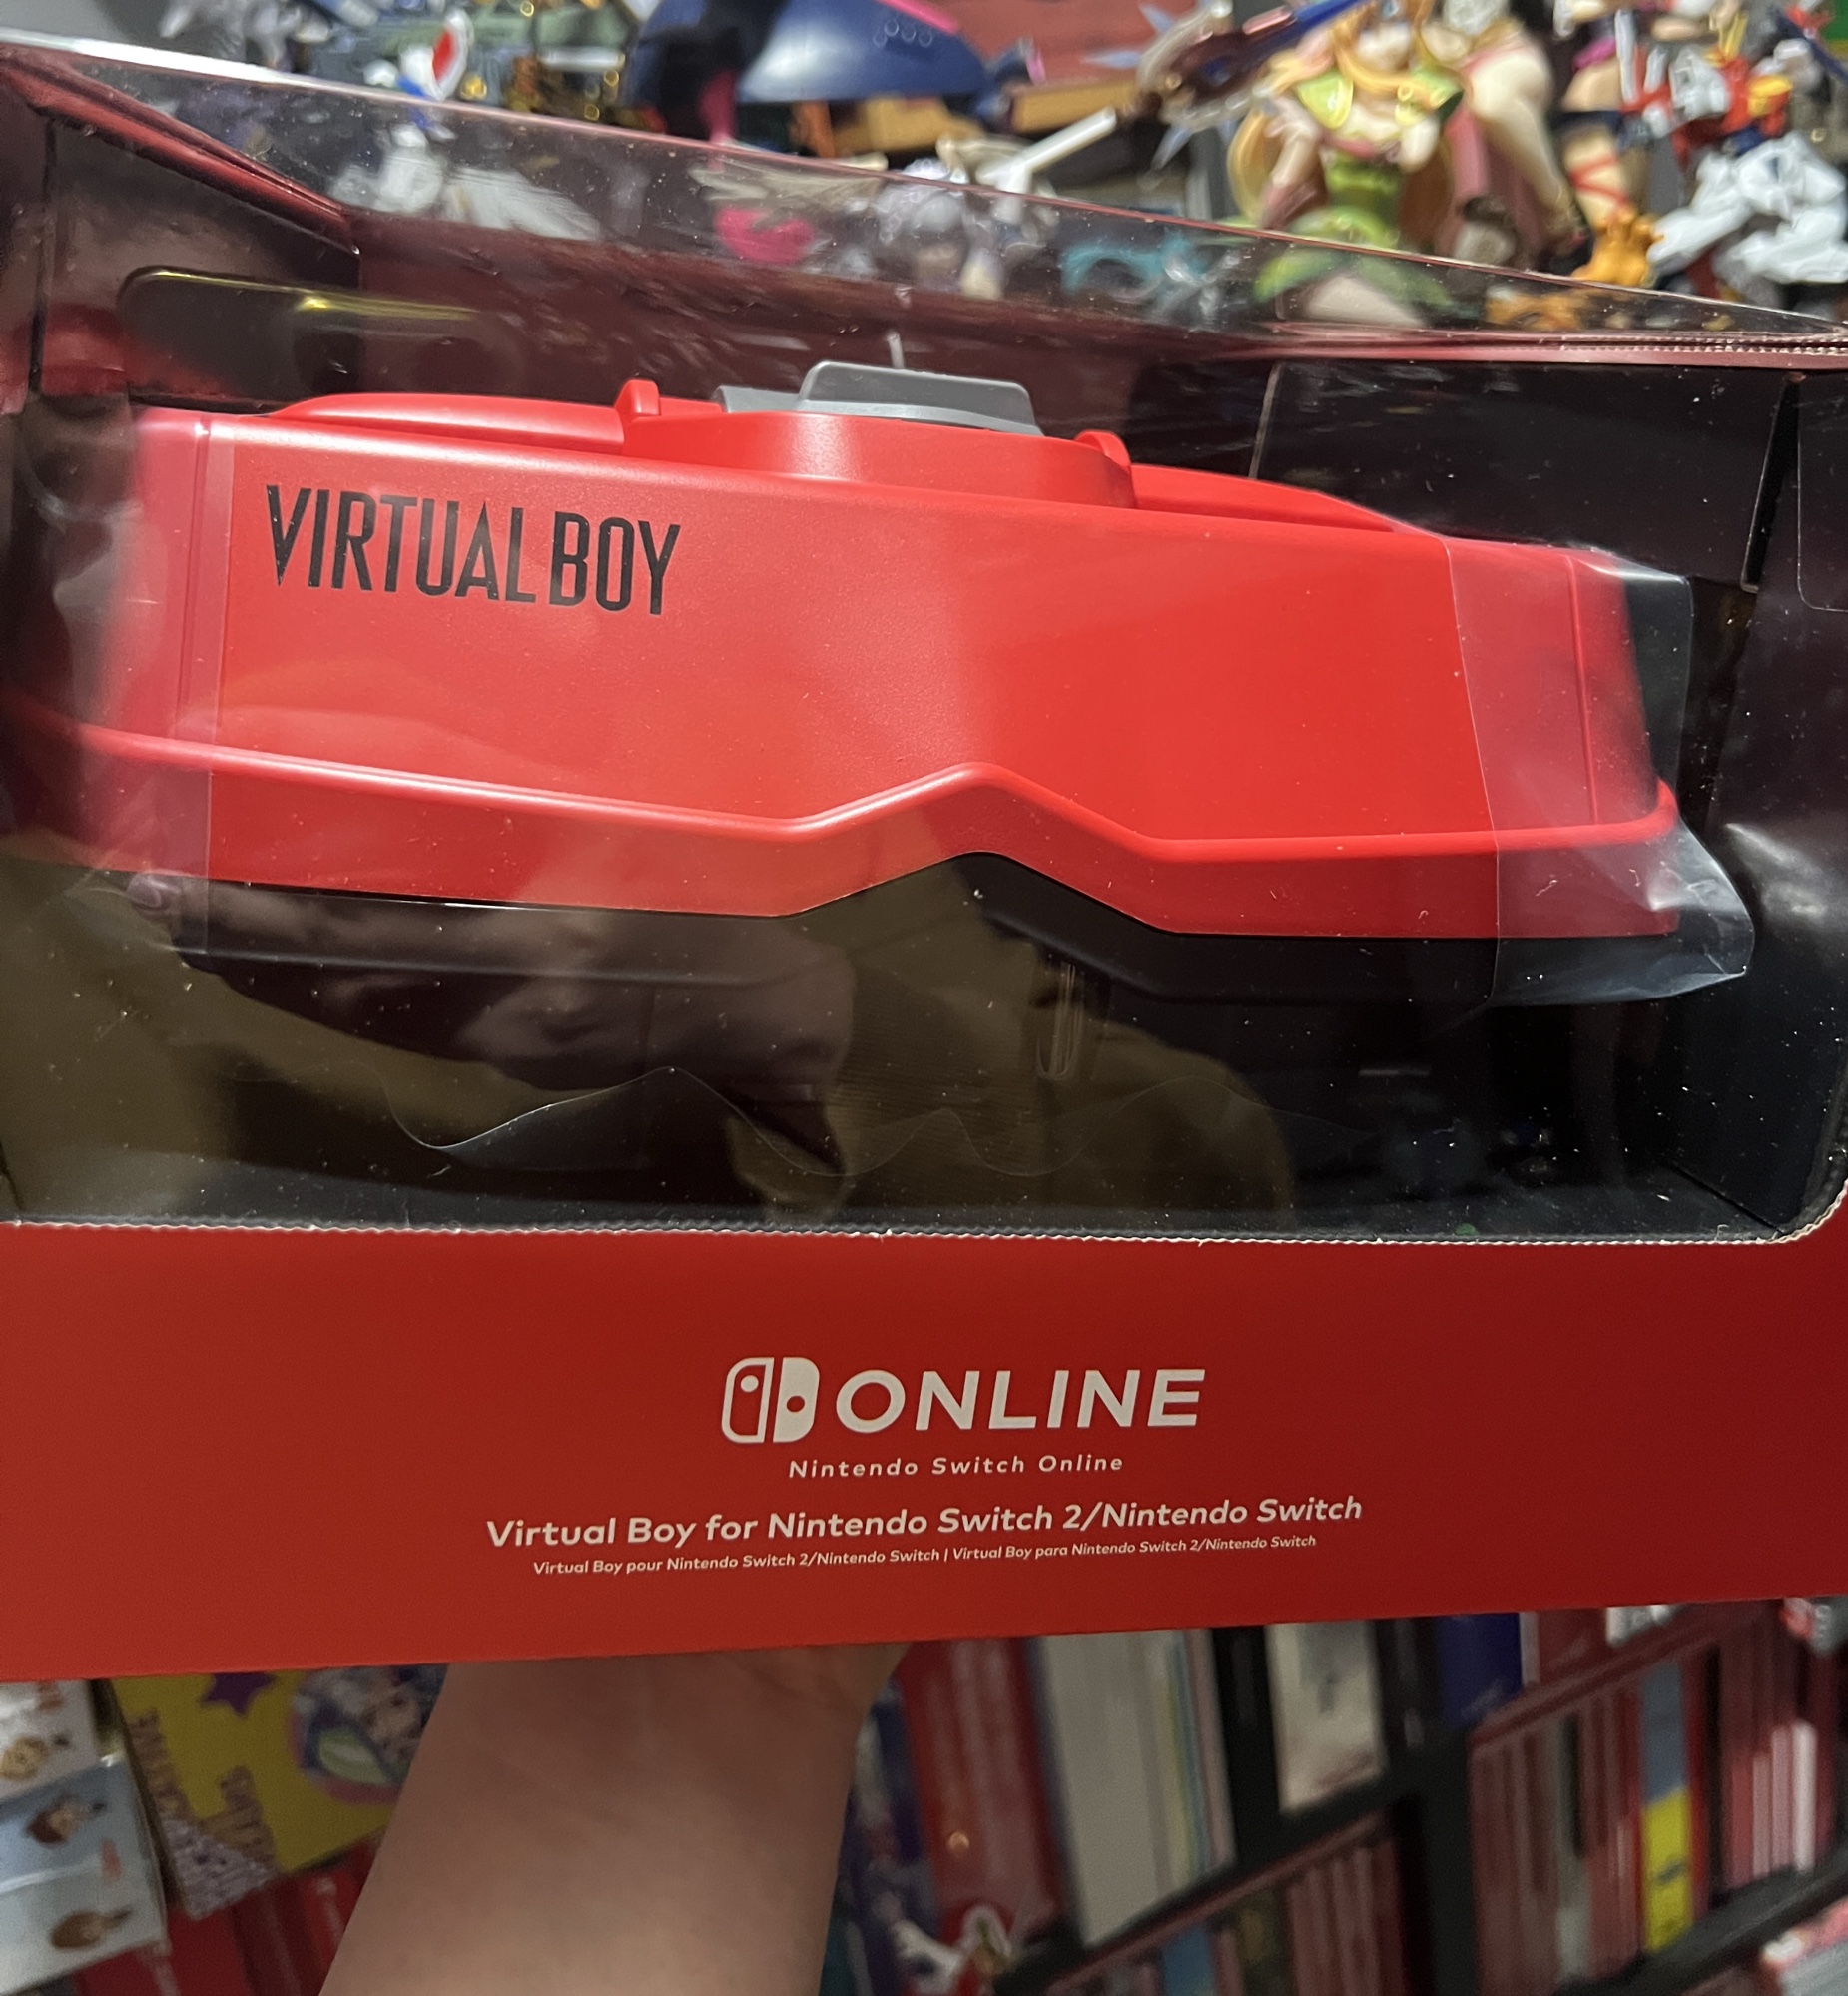 VIRTUAL BOY
ONLINE
Nintendo Switch Online
Virtual Boy for Nintendo Switch 2/Nintendo Switch
Virtual Boy pour Nintendo Switch 2/Nintendo Switch | Virtual Boy para Nintendo Switch 2/Nintendo Switch